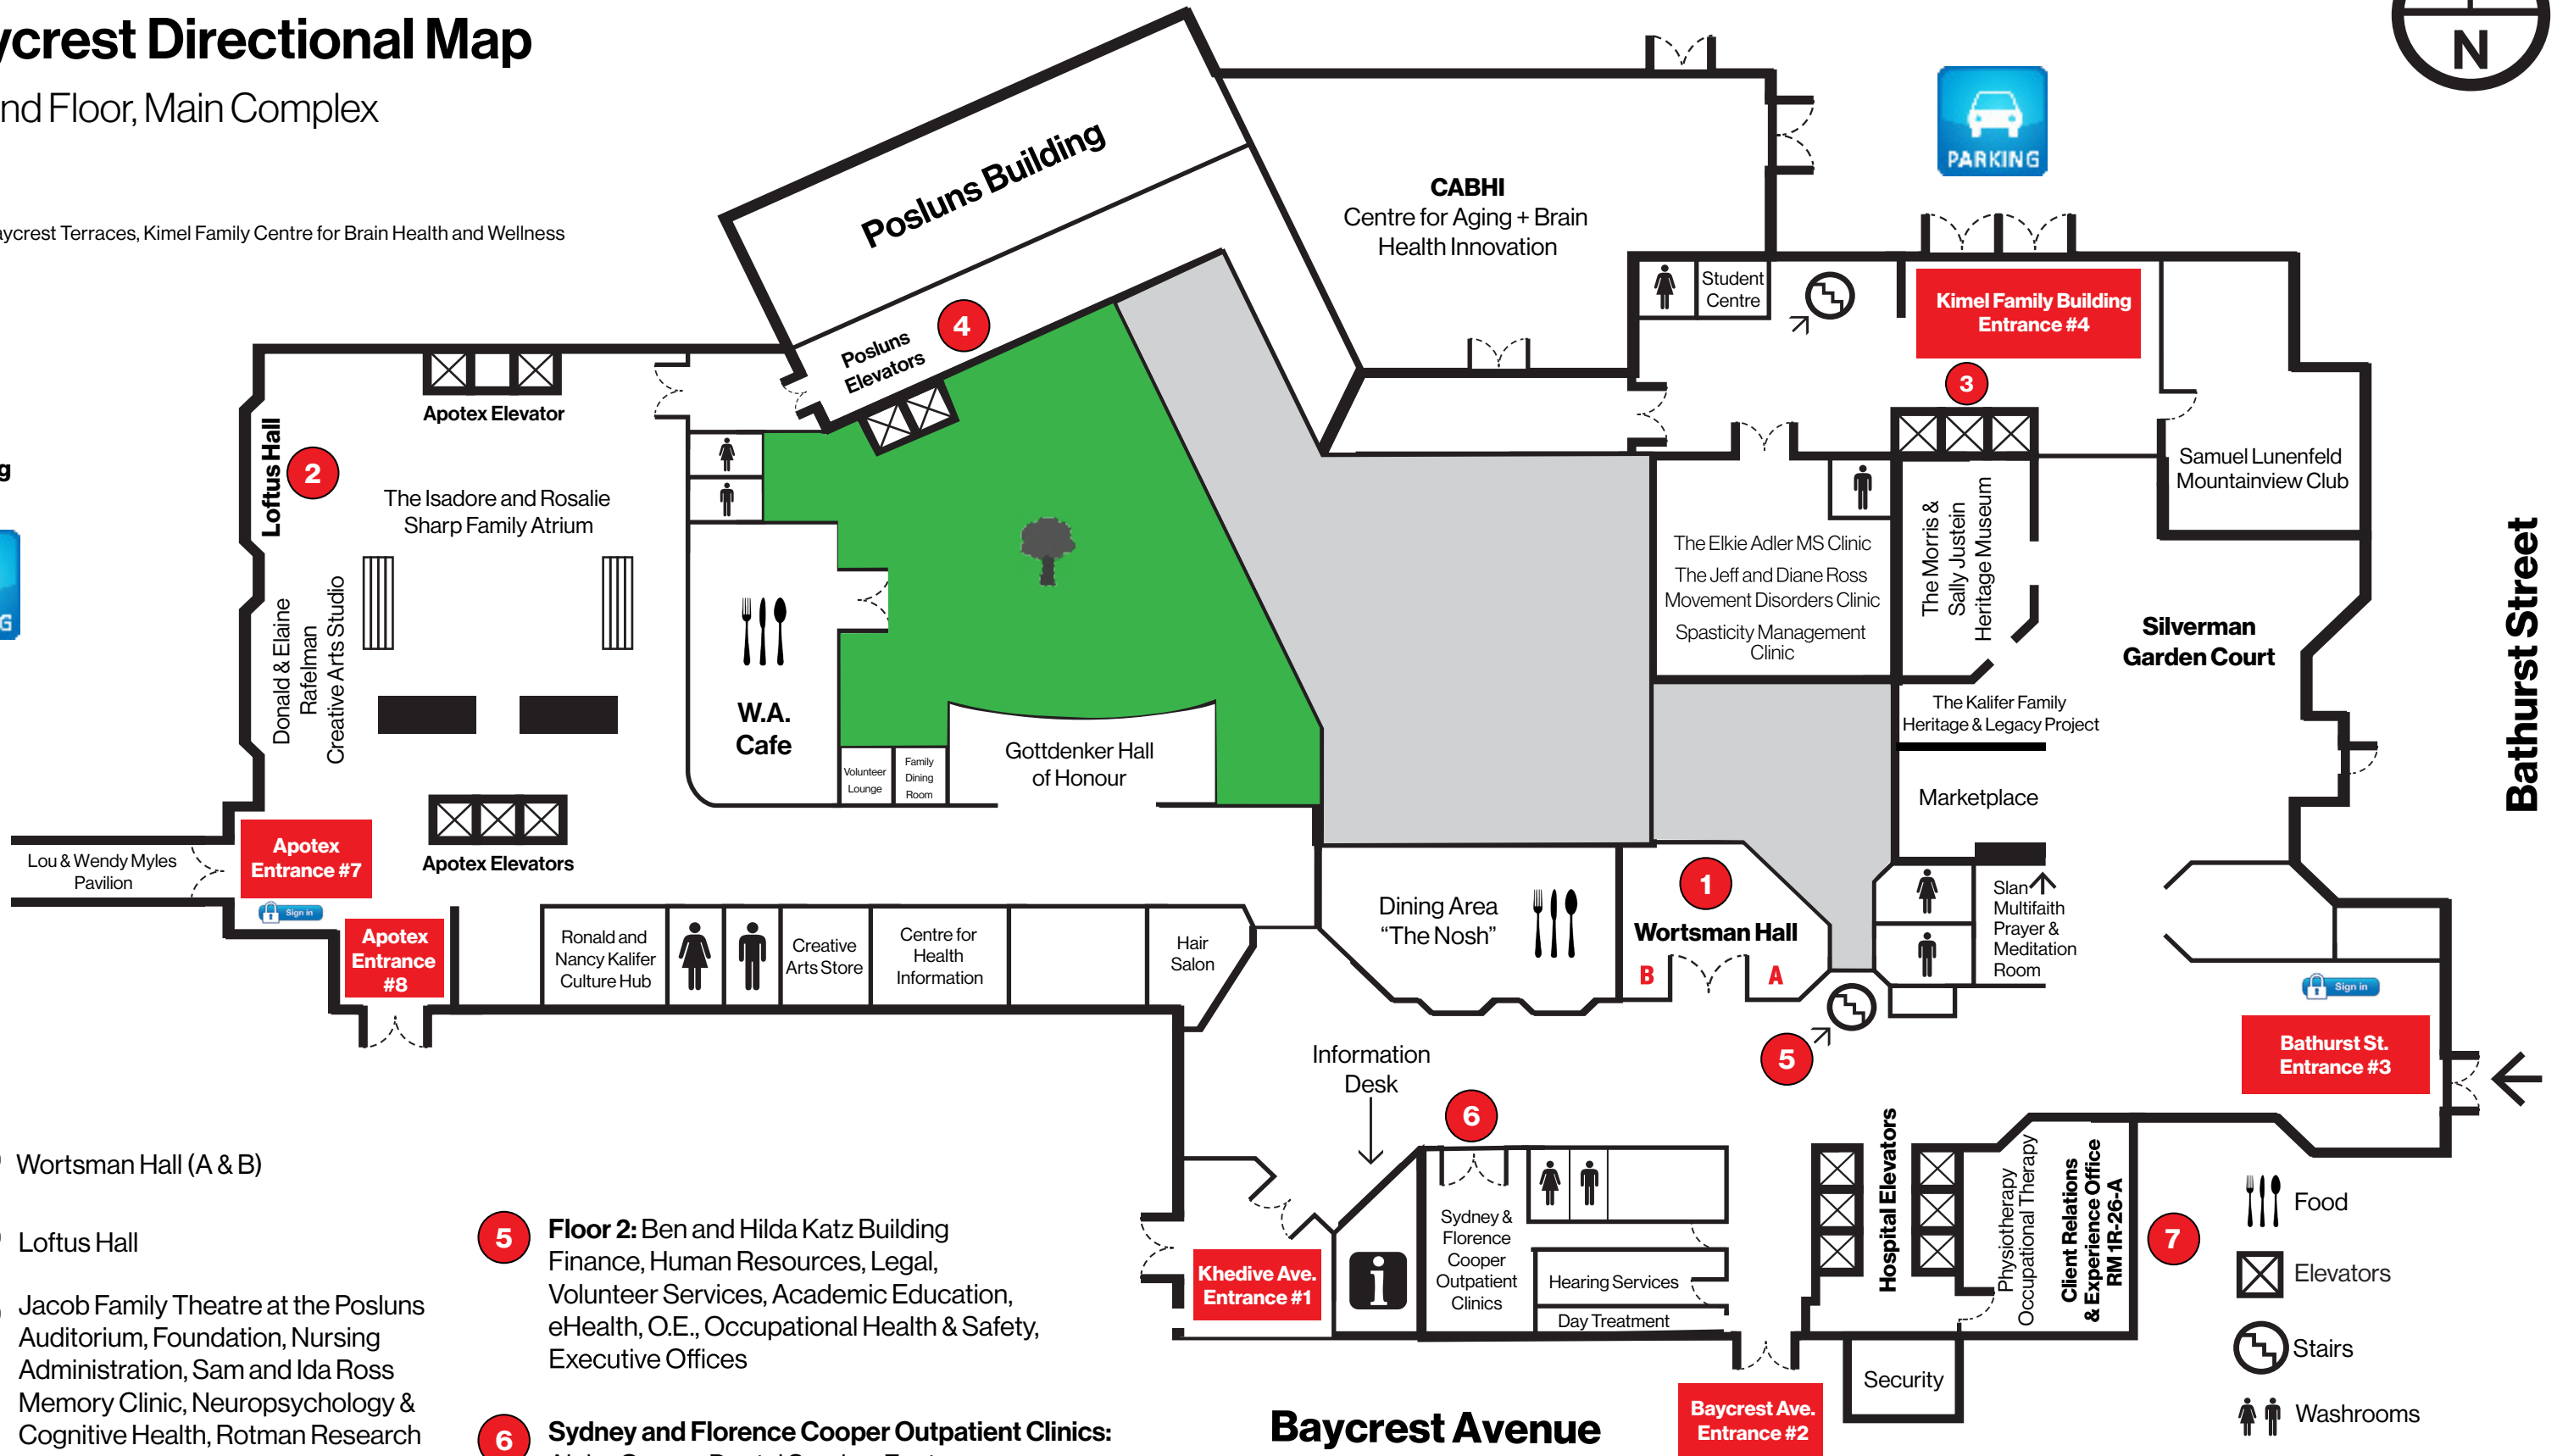 ycrest Directional Map
nd Floor, Main Complex
aycrest Terraces, Kimel Family Centre for Brain Health and Wellness
N
PARKING
Posluns Building
CABHI
Centre for Aging + Brain
Health Innovation
Student
Centre
Kimel Family Building
Entrance #4
3
4
Posluns
Elevators
Apotex Elevator
Loftus Hall
2
The Isadore and Rosalie
Sharp Family Atrium
Samuel Lunenfeld
Mountainview Club
g
G
Donald & Elaine
Rafelman
Creative Arts Studio
W.A.
Cafe
The Elkie Adler MS Clinic
The Jeff and Diane Ross
Movement Disorders Clinic
Spasticity Management
Clinic
The Morris &
Sally Justein
Heritage Museum
Silverman
Garden Court
Bathurst Street
The Kalifer Family
Heritage & Legacy Project
Marketplace
Volunteer
Lounge
Family
Dining
Room
Gottdenker Hall
of Honour
Lou & Wendy Myles
Pavilion
Apotex
Entrance #7
Sign in
Apotex Elevators
Apotex
Entrance
#8
Ronald and
Nancy Kalifer
Culture Hub
Creative
Arts Store
Centre for
Health
Information
Hair
Salon
Dining Area
"The Nosh"
1
Wortsman Hall
B
A
Slan
Multifaith
Prayer &
Meditation
Room
Sign in
Bathurst St.
Entrance #3
Information
Desk
5
6
Khedive Ave.
Entrance #1
i
Sydney &
Florence
Cooper
Outpatient
Clinics
Hearing Services
Day Treatment
Hospital Elevators
Physiotherapy
Occupational Therapy
Client Relations
& Experience Office
RM 1R-26-A
7
Security
Baycrest Avenue
Baycrest Ave.
Entrance #2
Food
Elevators
Stairs
Washrooms
Wortsman Hall (A & B)
Loftus Hall
Jacob Family Theatre at the Posluns
Auditorium, Foundation, Nursing
Administration, Sam and Ida Ross
Memory Clinic, Neuropsychology &
Cognitive Health, Rotman Research
5
Floor 2: Ben and Hilda Katz Building
Finance, Human Resources, Legal,
Volunteer Services, Academic Education,
eHealth, O.E., Occupational Health & Safety,
Executive Offices
6
Sydney and Florence Cooper Outpatient Clinics: